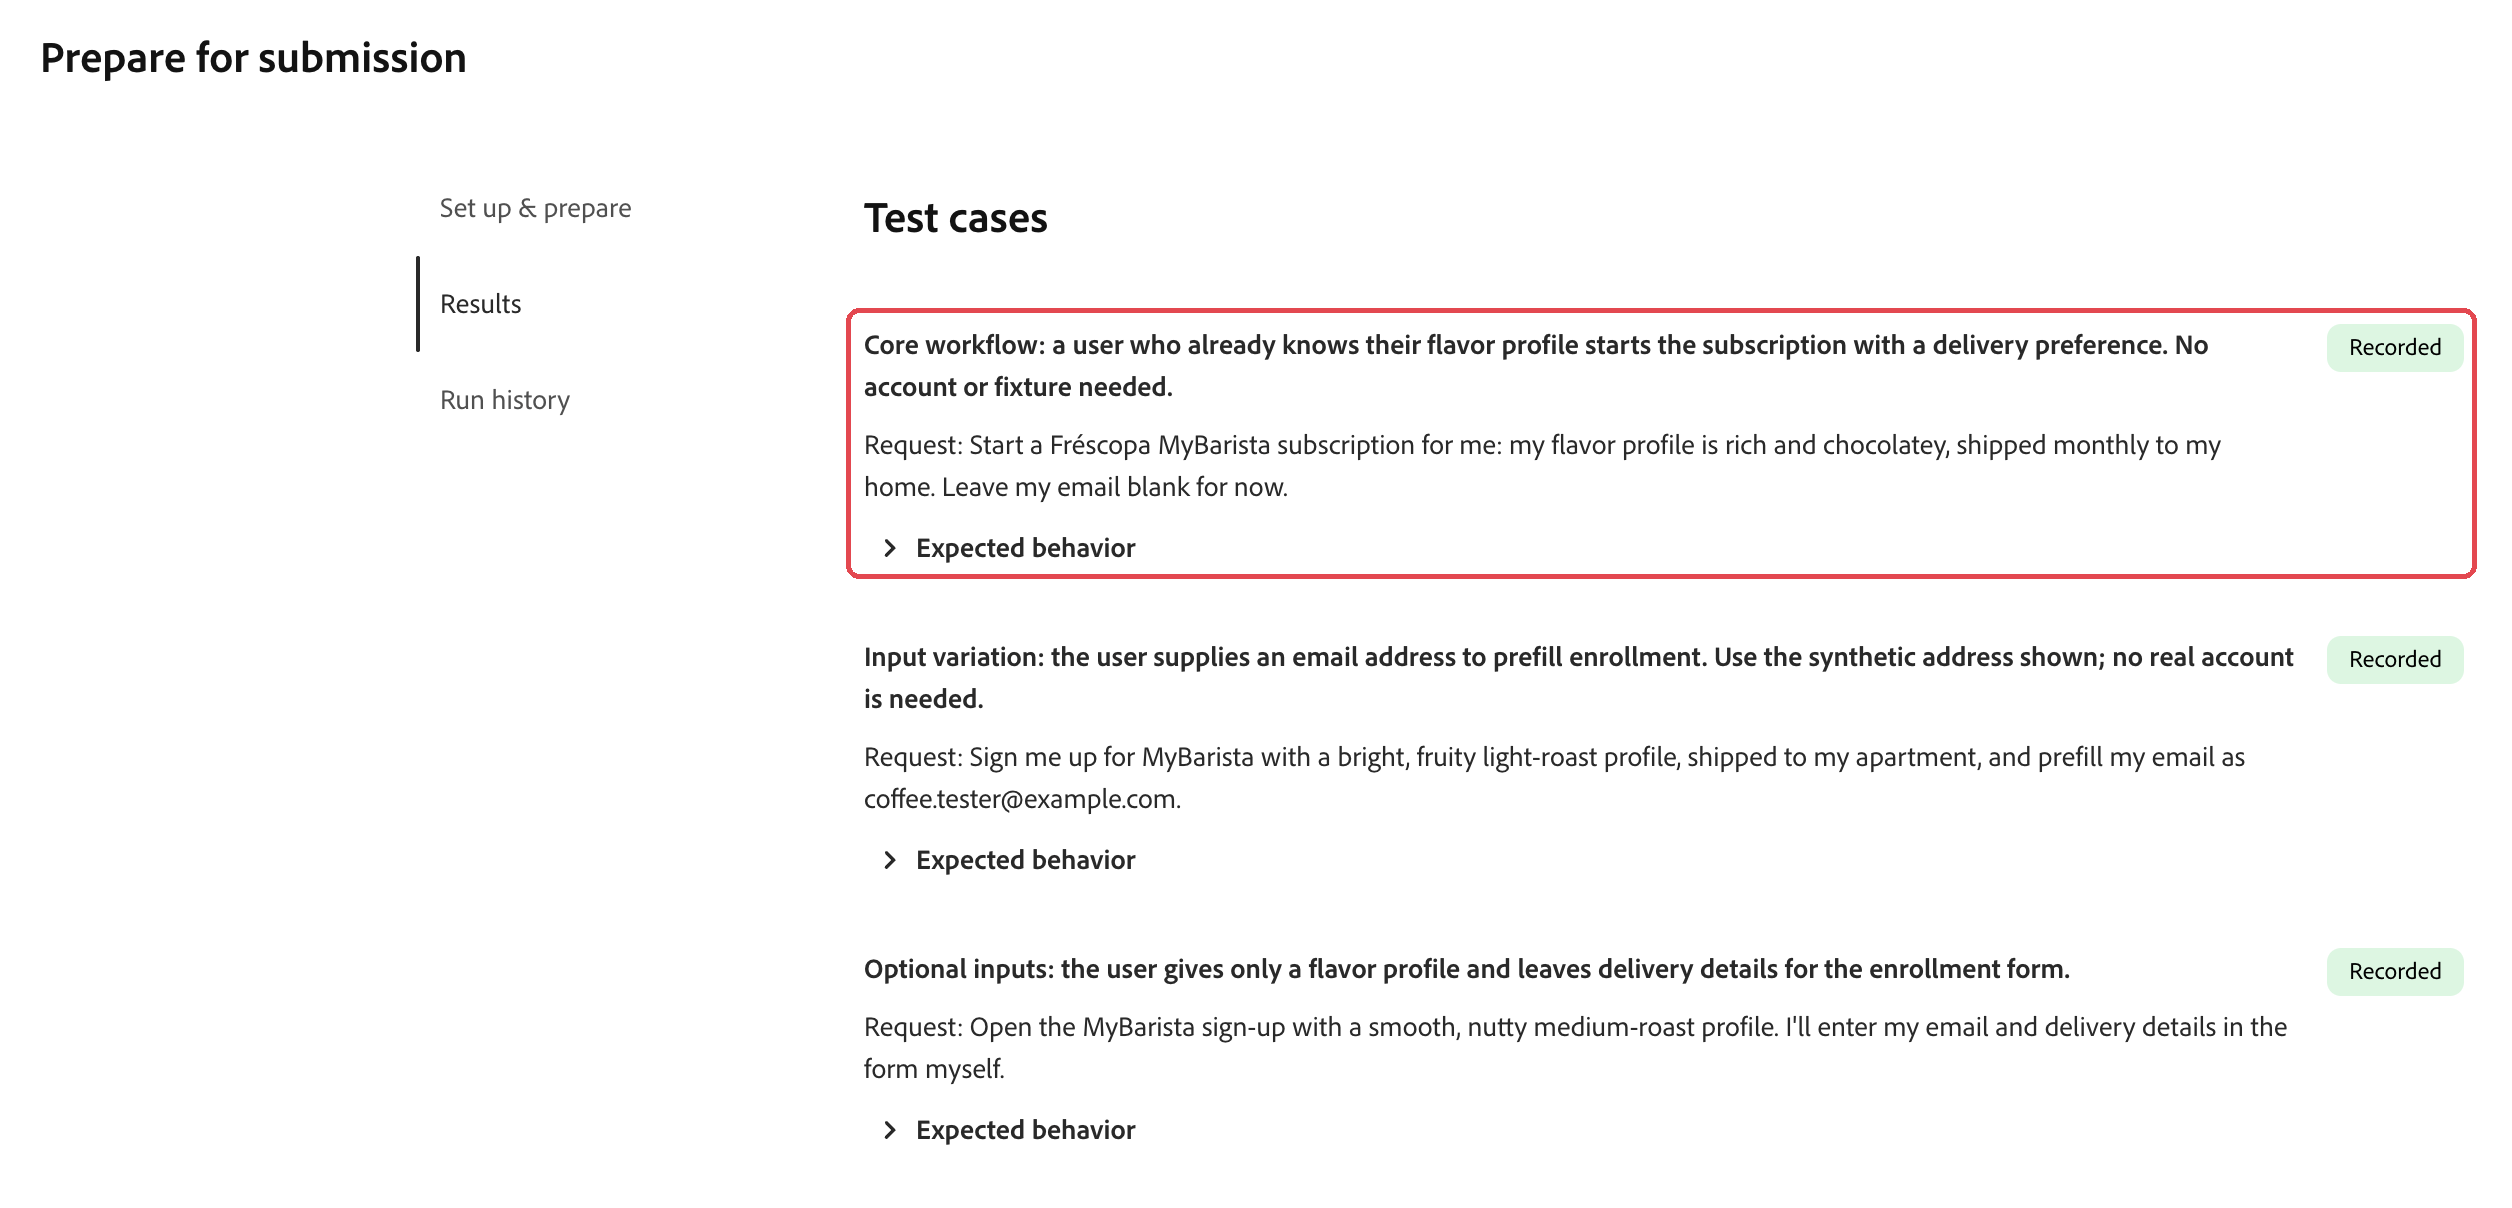 Prepare for submission
Set up & prepare
Results
Run history
Test cases
Core workflow: a user who already knows their flavor profile starts the subscription with a delivery preference. No
account or fixture needed.
Recorded
Request: Start a Fréscopa MyBarista subscription for me: my flavor profile is rich and chocolatey, shipped monthly to my
home. Leave my email blank for now.
Expected behavior
Input variation: the user supplies an email address to prefill enrollment. Use the synthetic address shown; no real account
is needed.
Recorded
Request: Sign me up for MyBarista with a bright, fruity light-roast profile, shipped to my apartment, and prefill my email as
coffee.tester@example.com.
Expected behavior
Optional inputs: the user gives only a flavor profile and leaves delivery details for the enrollment form.
Recorded
Request: Open the MyBarista sign-up with a smooth, nutty medium-roast profile. I'll enter my email and delivery details in the
form myself.
Expected behavior